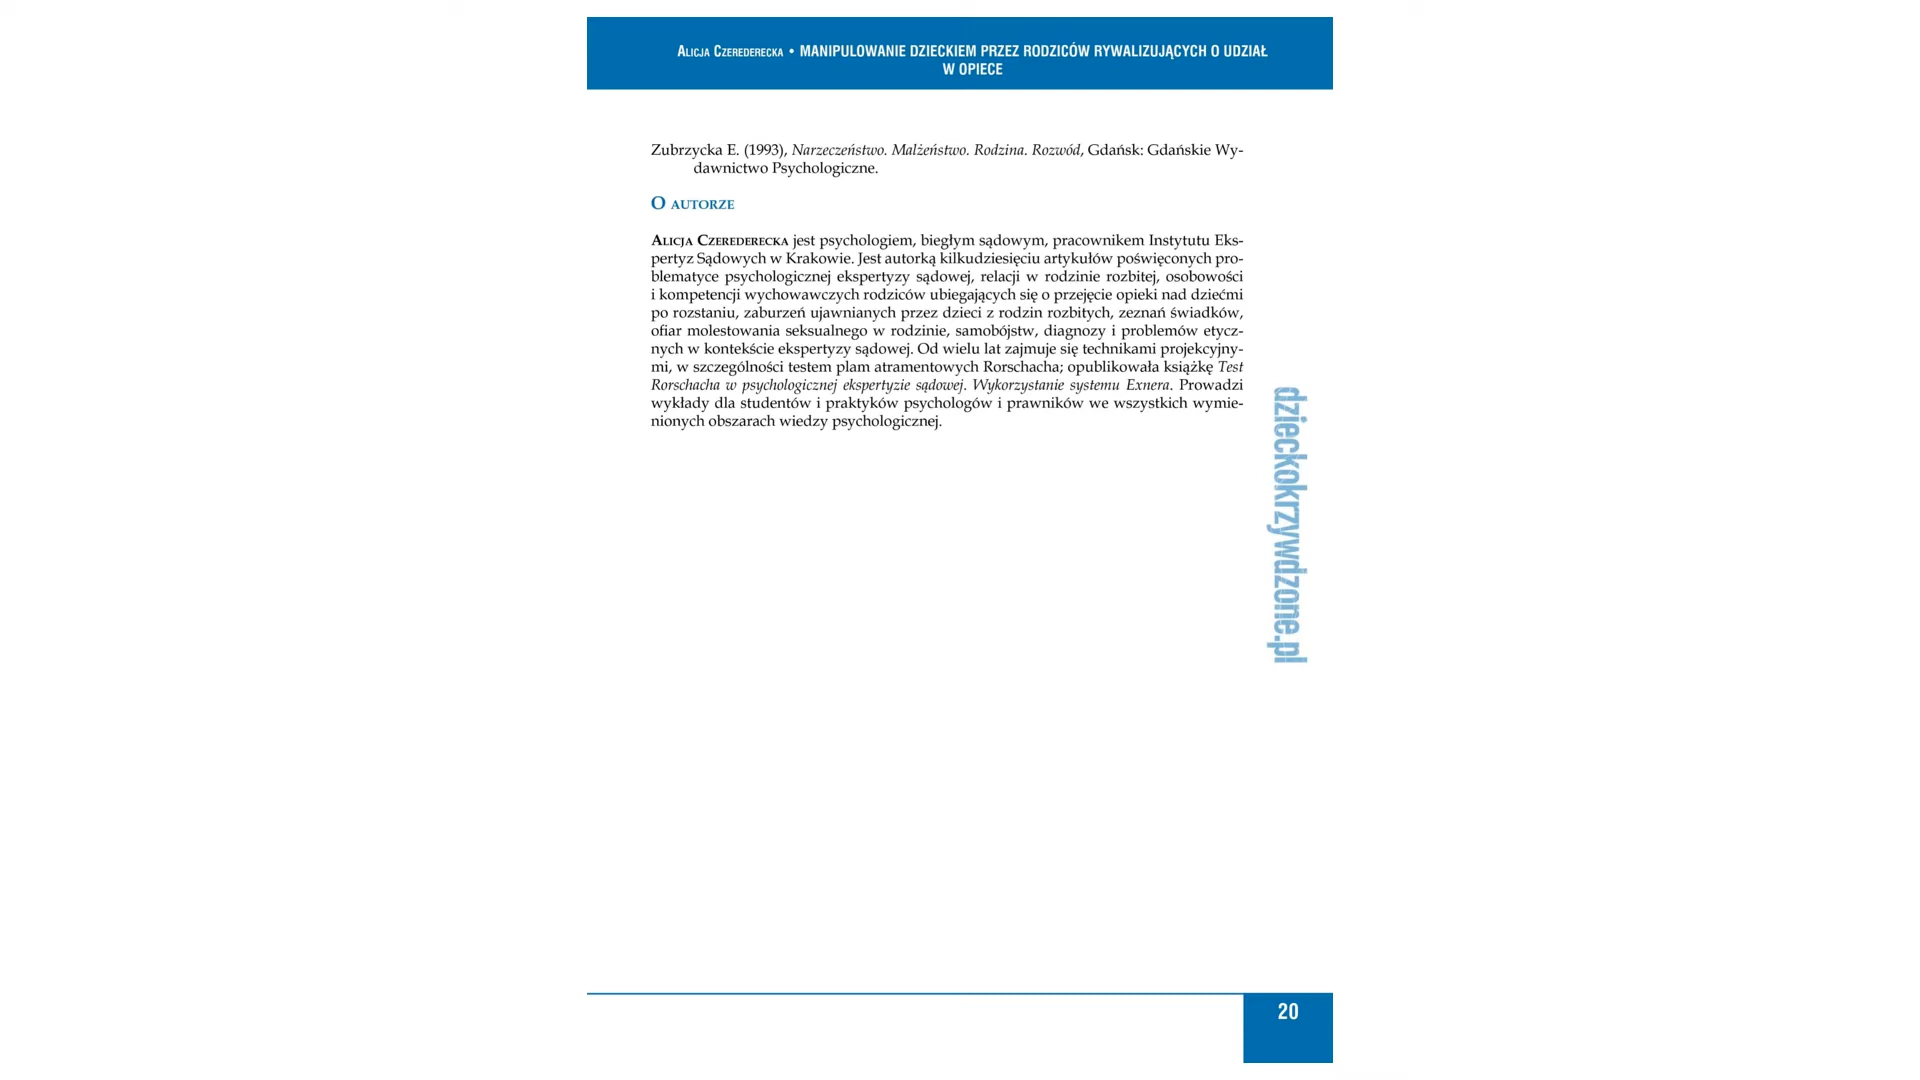 Alicja Czerederecka • MANIPULOWANIE DZIECKIEM PRZEZ RODZICÓW RYWALIZUJĄCYCH O UDZIAŁ
W OPIECE
Zubrzycka E. (1993), Narzeczeństwo. Małżeństwo. Rodzina. Rozwód, Gdańsk: Gdańskie Wy-
dawnictwo Psychologiczne.
O autorze
Alicja Czerederecka jest psychologiem, biegłym sądowym, pracownikem Instytutu Eks-
pertyz Sądowych w Krakowie. Jest autorką kilkudziesięciu artykułów poświęconych pro-
blematyce psychologicznej ekspertyzy sądowej, relacji w rodzinie rozbitej, osobowości
i kompetencji wychowawczych rodziców ubiegających się o przejęcie opieki nad dziećmi
po rozstaniu, zaburzeń ujawnianych przez dzieci z rodzin rozbitych, zeznań świadków,
ofiar molestowania seksualnego w rodzinie, samobójstw, diagnozy i problemów etycz-
nych w kontekście ekspertyzy sądowej. Od wielu lat zajmuje się technikami projekcyjny-
mi, w szczególności testem plam atramentowych Rorschacha; opublikowała książkę Test
Rorschacha w psychologicznej ekspertyzie sądowej. Wykorzystanie systemu Exnera. Prowadzi
wykłady dla studentów i praktyków psychologów i prawników we wszystkich wymie-
nionych obszarach wiedzy psychologicznej.
dzieckokrzywdzone.pl
20